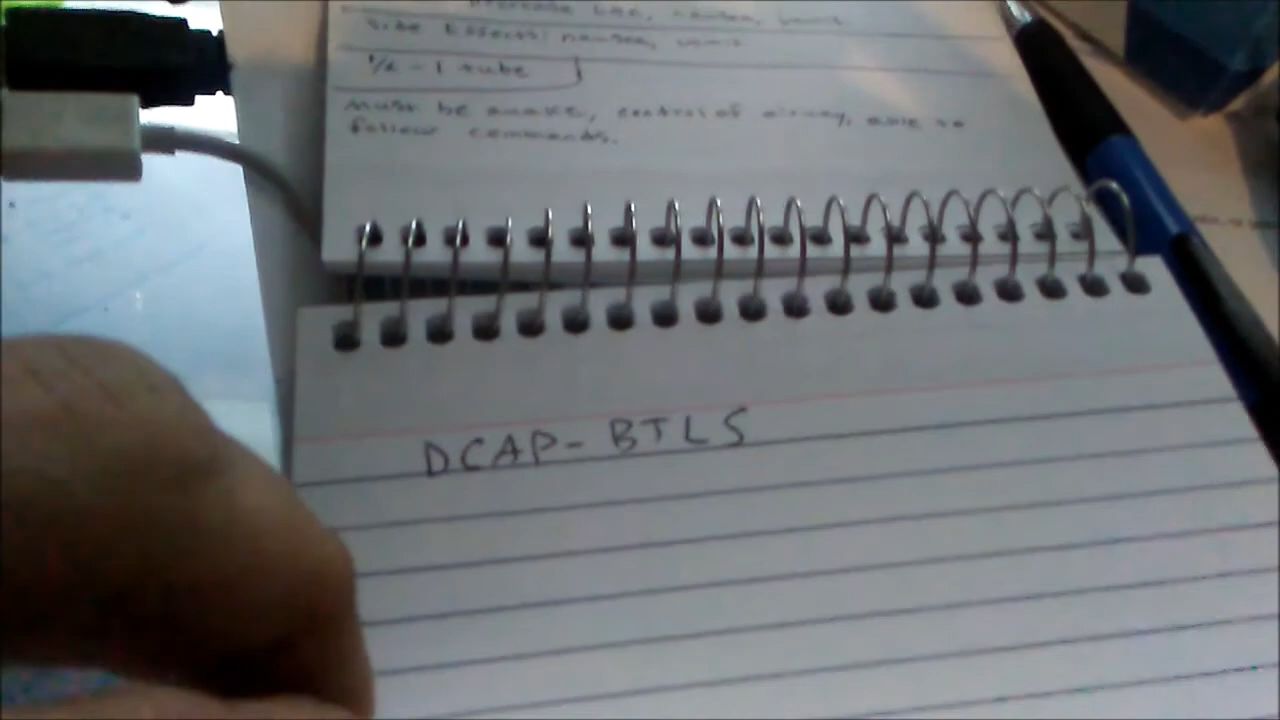 Side Effects: nausea, vomit
1/2 - 1 tube
Must be awake, control of airway, able to
follow commands.
DCAP-BTLS